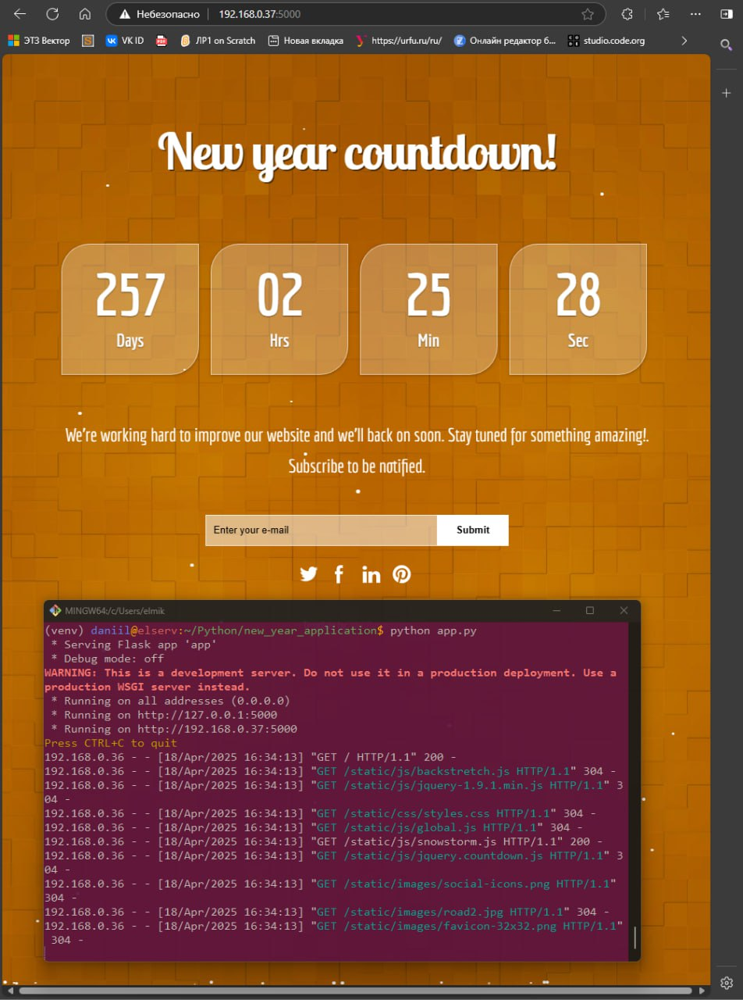 Небезопасно
192.168.0.37:5000
ЭТЗ Вектор
VK ID
PDF
ЛР1 on Scratch
Новая вкладка
https://urfu.ru/ru/
Онлайн редактор б...
studio.code.org
New year countdown!
257
02
25
28
Days
Hrs
Min
Sec
We're working hard to improve our website and we'll back on soon. Stay tuned for something amazing!.
Subscribe to be notified.
Enter your e-mail
Submit
MINGW64:/c/Users/elmik
(venv) daniil@elserv:~/Python/new_year_application$ python app.py
* Serving Flask app 'app'
* Debug mode: off
WARNING: This is a development server. Do not use it in a production deployment. Use a
production WSGI server instead.
* Running on all addresses (0.0.0.0)
* Running on http://127.0.0.1:5000
* Running on http://192.168.0.37:5000
Press CTRL+C to quit
192.168.0.36 - - [18/Apr/2025 16:34:13] "GET / HTTP/1.1" 200 -
192.168.0.36 - - [18/Apr/2025 16:34:13] "GET /static/js/backstretch.js HTTP/1.1" 304 -
192.168.0.36 - - [18/Apr/2025 16:34:13] "GET /static/js/jquery-1.9.1.min.js HTTP/1.1" 3
04 -
192.168.0.36 - - [18/Apr/2025 16:34:13] "GET /static/css/styles.css HTTP/1.1" 304 -
192.168.0.36 - - [18/Apr/2025 16:34:13] "GET /static/js/global.js HTTP/1.1" 304 -
192.168.0.36 - - [18/Apr/2025 16:34:13] "GET /static/js/snowstorm.js HTTP/1.1" 200 -
192.168.0.36 - - [18/Apr/2025 16:34:13] "GET /static/js/jquery.countdown.js HTTP/1.1" 3
04 -
192.168.0.36 - - [18/Apr/2025 16:34:13] "GET /static/images/social-icons.png HTTP/1.1"
304 -
192.168.0.36 - - [18/Apr/2025 16:34:13] "GET /static/images/road2.jpg HTTP/1.1" 304 -
192.168.0.36 - - [18/Apr/2025 16:34:13] "GET /static/images/favicon-32x32.png HTTP/1.1"
304 -